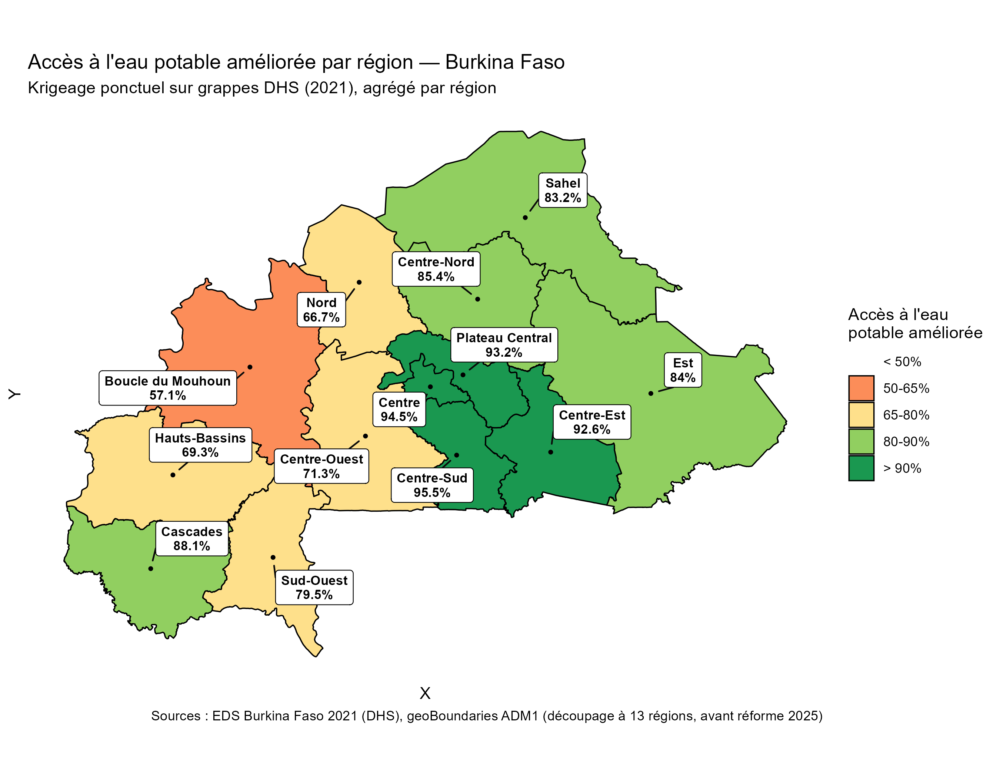 Accès à l'eau potable améliorée par région — Burkina Faso
Krigeage ponctuel sur grappes DHS (2021), agrégé par région
Sahel
83.2%
Centre-Nord
85.4%
Nord
66.7%
Plateau Central
93.2%
Est
84%
Boucle du Mouhoun
57.1%
Centre
94.5%
Centre-Est
92.6%
Hauts-Bassins
69.3%
Centre-Ouest
71.3%
Centre-Sud
95.5%
Cascades
88.1%
Sud-Ouest
79.5%
Accès à l'eau
potable améliorée
< 50%
50-65%
65-80%
80-90%
> 90%
Y
X
Sources : EDS Burkina Faso 2021 (DHS), geoBoundaries ADM1 (découpage à 13 régions, avant réforme 2025)